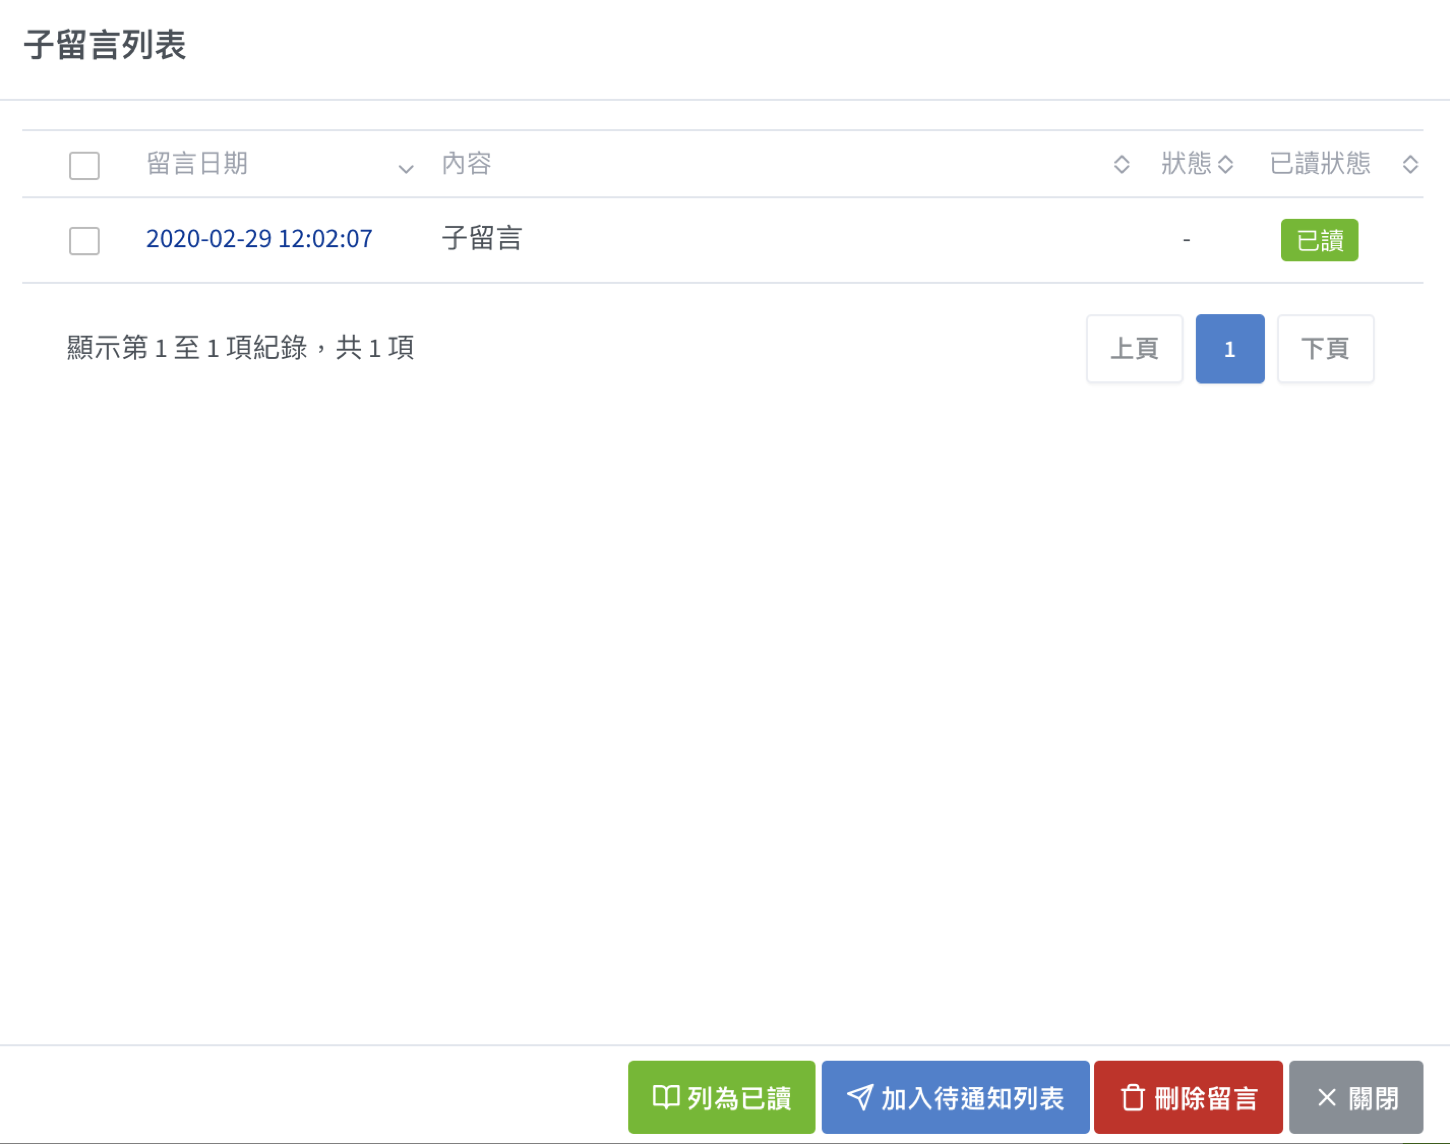 子留言列表
留言日期 內容 狀態 已讀狀態
2020-02-29 12:02:07 子留言 - 已讀
顯示第 1 至 1 項紀錄，共 1 項 上頁 1 下頁
列為已讀 加入待通知列表 刪除留言 關閉